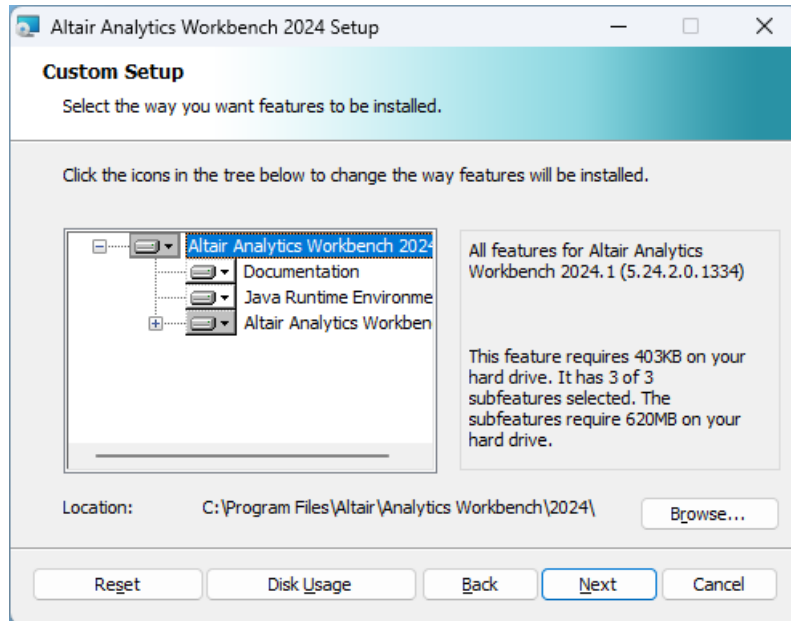 Altair Analytics Workbench 2024 Setup
Custom Setup
Select the way you want features to be installed.
Click the icons in the tree below to change the way features will be installed.
Altair Analytics Workbench 2024
Documentation
Java Runtime Environme
Altair Analytics Workben
All features for Altair Analytics
Workbench 2024.1 (5.24.2.0.1334)
This feature requires 403KB on your
hard drive. It has 3 of 3
subfeatures selected. The
subfeatures require 620MB on your
hard drive.
Location: C:\Program Files\Altair\Analytics Workbench\2024\ Browse...
Reset Disk Usage Back Next Cancel